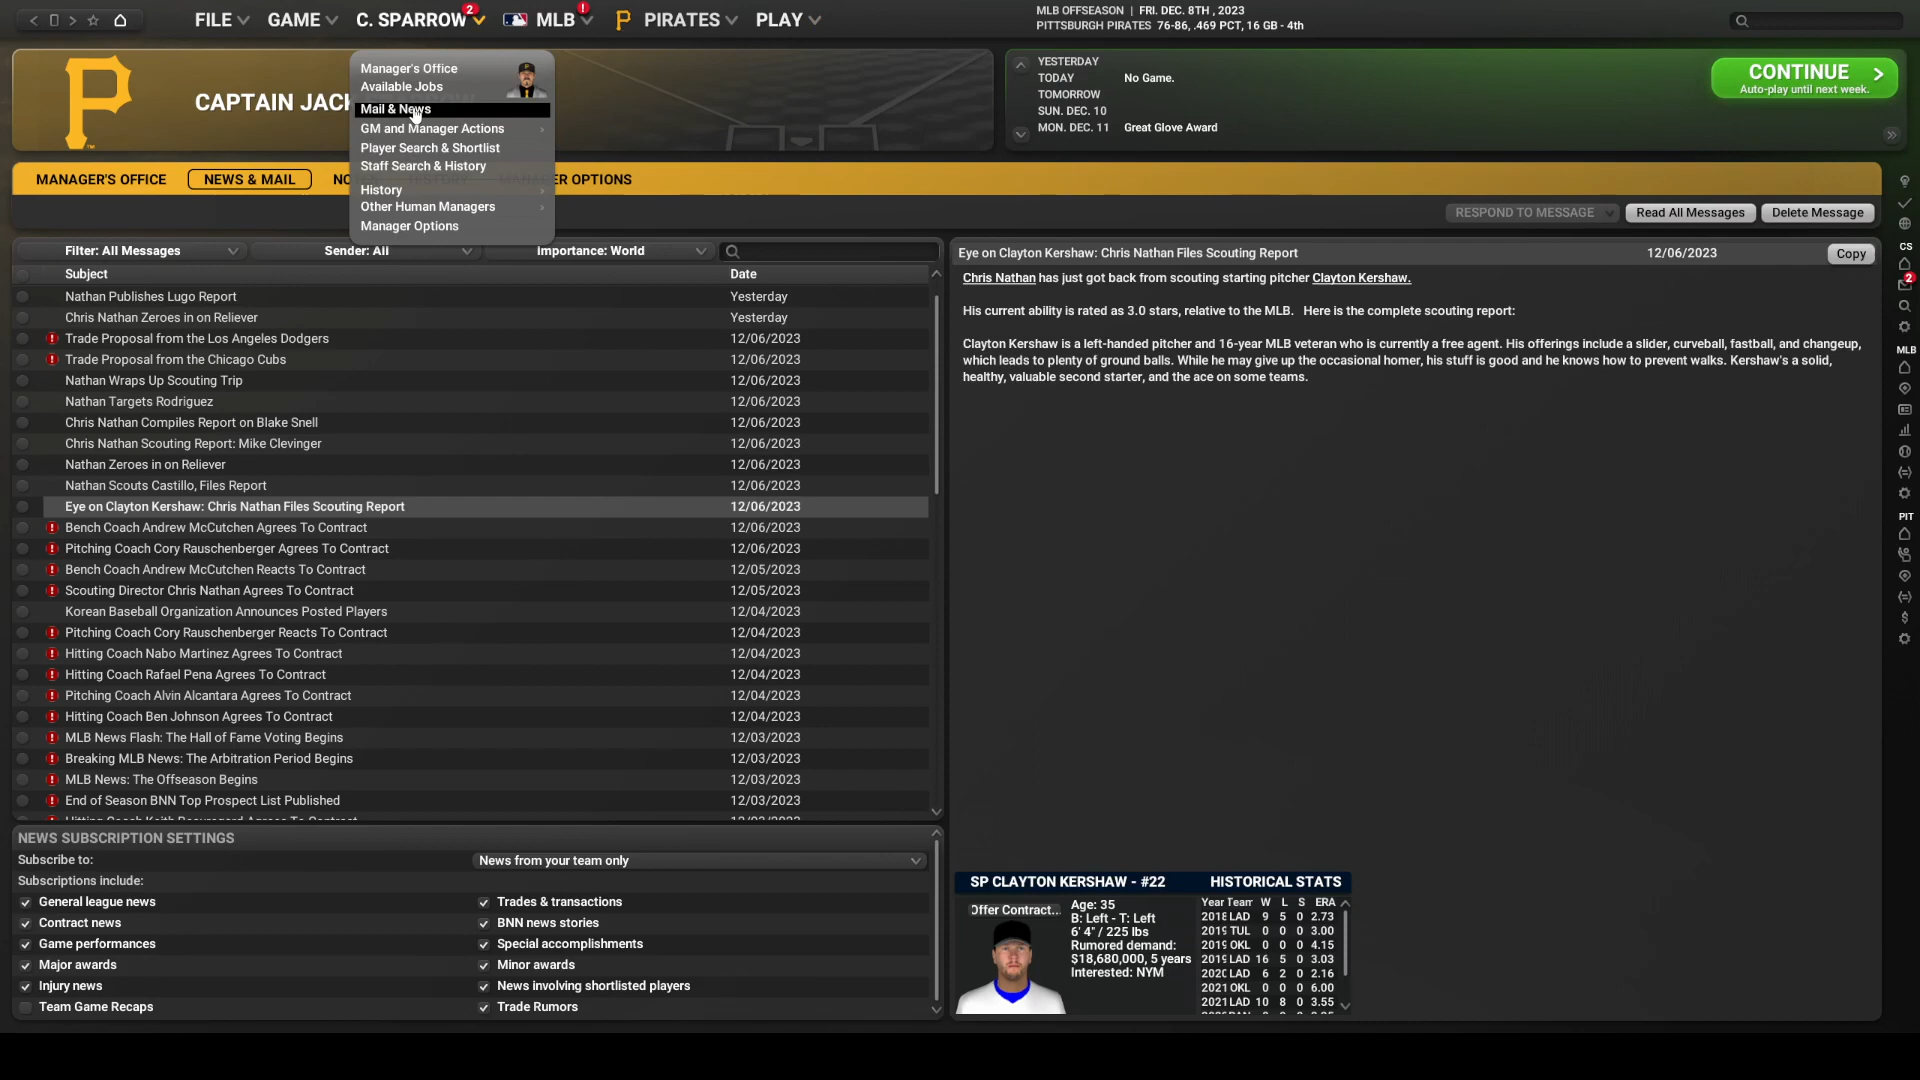 FILE
GAME
C. SPARROW
2
MLB
!
P
PIRATES
PLAY
MLB OFFSEASON | FRI. DEC. 8TH , 2023
PITTSBURGH PIRATES 76-86, .469 PCT, 16 GB - 4th
CAPTAIN JACK
Manager's Office
Available Jobs
Mail & News
GM and Manager Actions
Player Search & Shortlist
Staff Search & History
History
Other Human Managers
Manager Options
YESTERDAY
TODAY No Game.
TOMORROW
SUN. DEC. 10
MON. DEC. 11 Great Glove Award
CONTINUE
Auto-play until next week.
MANAGER'S OFFICE NEWS & MAIL
ER OPTIONS
RESPOND TO MESSAGE Read All Messages Delete Message
Filter: All Messages Sender: All Importance: World
Subject Date
Nathan Publishes Lugo Report Yesterday
Chris Nathan Zeroes in on Reliever Yesterday
! Trade Proposal from the Los Angeles Dodgers 12/06/2023
! Trade Proposal from the Chicago Cubs 12/06/2023
Nathan Wraps Up Scouting Trip 12/06/2023
Nathan Targets Rodriguez 12/06/2023
Chris Nathan Compiles Report on Blake Snell 12/06/2023
Chris Nathan Scouting Report: Mike Clevinger 12/06/2023
Nathan Zeroes in on Reliever 12/06/2023
Nathan Scouts Castillo, Files Report 12/06/2023
Eye on Clayton Kershaw: Chris Nathan Files Scouting Report 12/06/2023
! Bench Coach Andrew McCutchen Agrees To Contract 12/06/2023
! Pitching Coach Cory Rauschenberger Agrees To Contract 12/06/2023
! Bench Coach Andrew McCutchen Reacts To Contract 12/05/2023
! Scouting Director Chris Nathan Agrees To Contract 12/05/2023
Korean Baseball Organization Announces Posted Players 12/04/2023
! Pitching Coach Cory Rauschenberger Reacts To Contract 12/04/2023
! Hitting Coach Nabo Martinez Agrees To Contract 12/04/2023
! Hitting Coach Rafael Pena Agrees To Contract 12/04/2023
! Pitching Coach Alvin Alcantara Agrees To Contract 12/04/2023
! Hitting Coach Ben Johnson Agrees To Contract 12/04/2023
! MLB News Flash: The Hall of Fame Voting Begins 12/03/2023
! Breaking MLB News: The Arbitration Period Begins 12/03/2023
! MLB News: The Offseason Begins 12/03/2023
! End of Season BNN Top Prospect List Published 12/03/2023
NEWS SUBSCRIPTION SETTINGS
Subscribe to: News from your team only
Subscriptions include:
General league news Trades & transactions
Contract news BNN news stories
Game performances Special accomplishments
Major awards Minor awards
Injury news News involving shortlisted players
Team Game Recaps Trade Rumors
Eye on Clayton Kershaw: Chris Nathan Files Scouting Report 12/06/2023 Copy
Chris Nathan has just got back from scouting starting pitcher Clayton Kershaw.
His current ability is rated as 3.0 stars, relative to the MLB. Here is the complete scouting report:
Clayton Kershaw is a left-handed pitcher and 16-year MLB veteran who is currently a free agent. His offerings include a slider, curveball, fastball, and changeup,
which leads to plenty of ground balls. While he may give up the occasional homer, his stuff is good and he knows how to prevent walks. Kershaw's a solid,
healthy, valuable second starter, and the ace on some teams.
SP CLAYTON KERSHAW - #22
Offer Contract...
Age: 35
B: Left - T: Left
6' 4" / 225 lbs
Rumored demand:
$18,680,000, 5 years
Interested: NYM
HISTORICAL STATS
Year Team W L S ERA
2018 LAD 9 5 0 2.73
2019 TUL 0 0 0 3.00
2019 OKL 0 0 0 4.15
2019 LAD 16 5 0 3.03
2020 LAD 6 2 0 2.16
2021 OKL 0 0 0 6.00
2021 LAD 10 8 0 3.55
CS
2
MLB
PIT